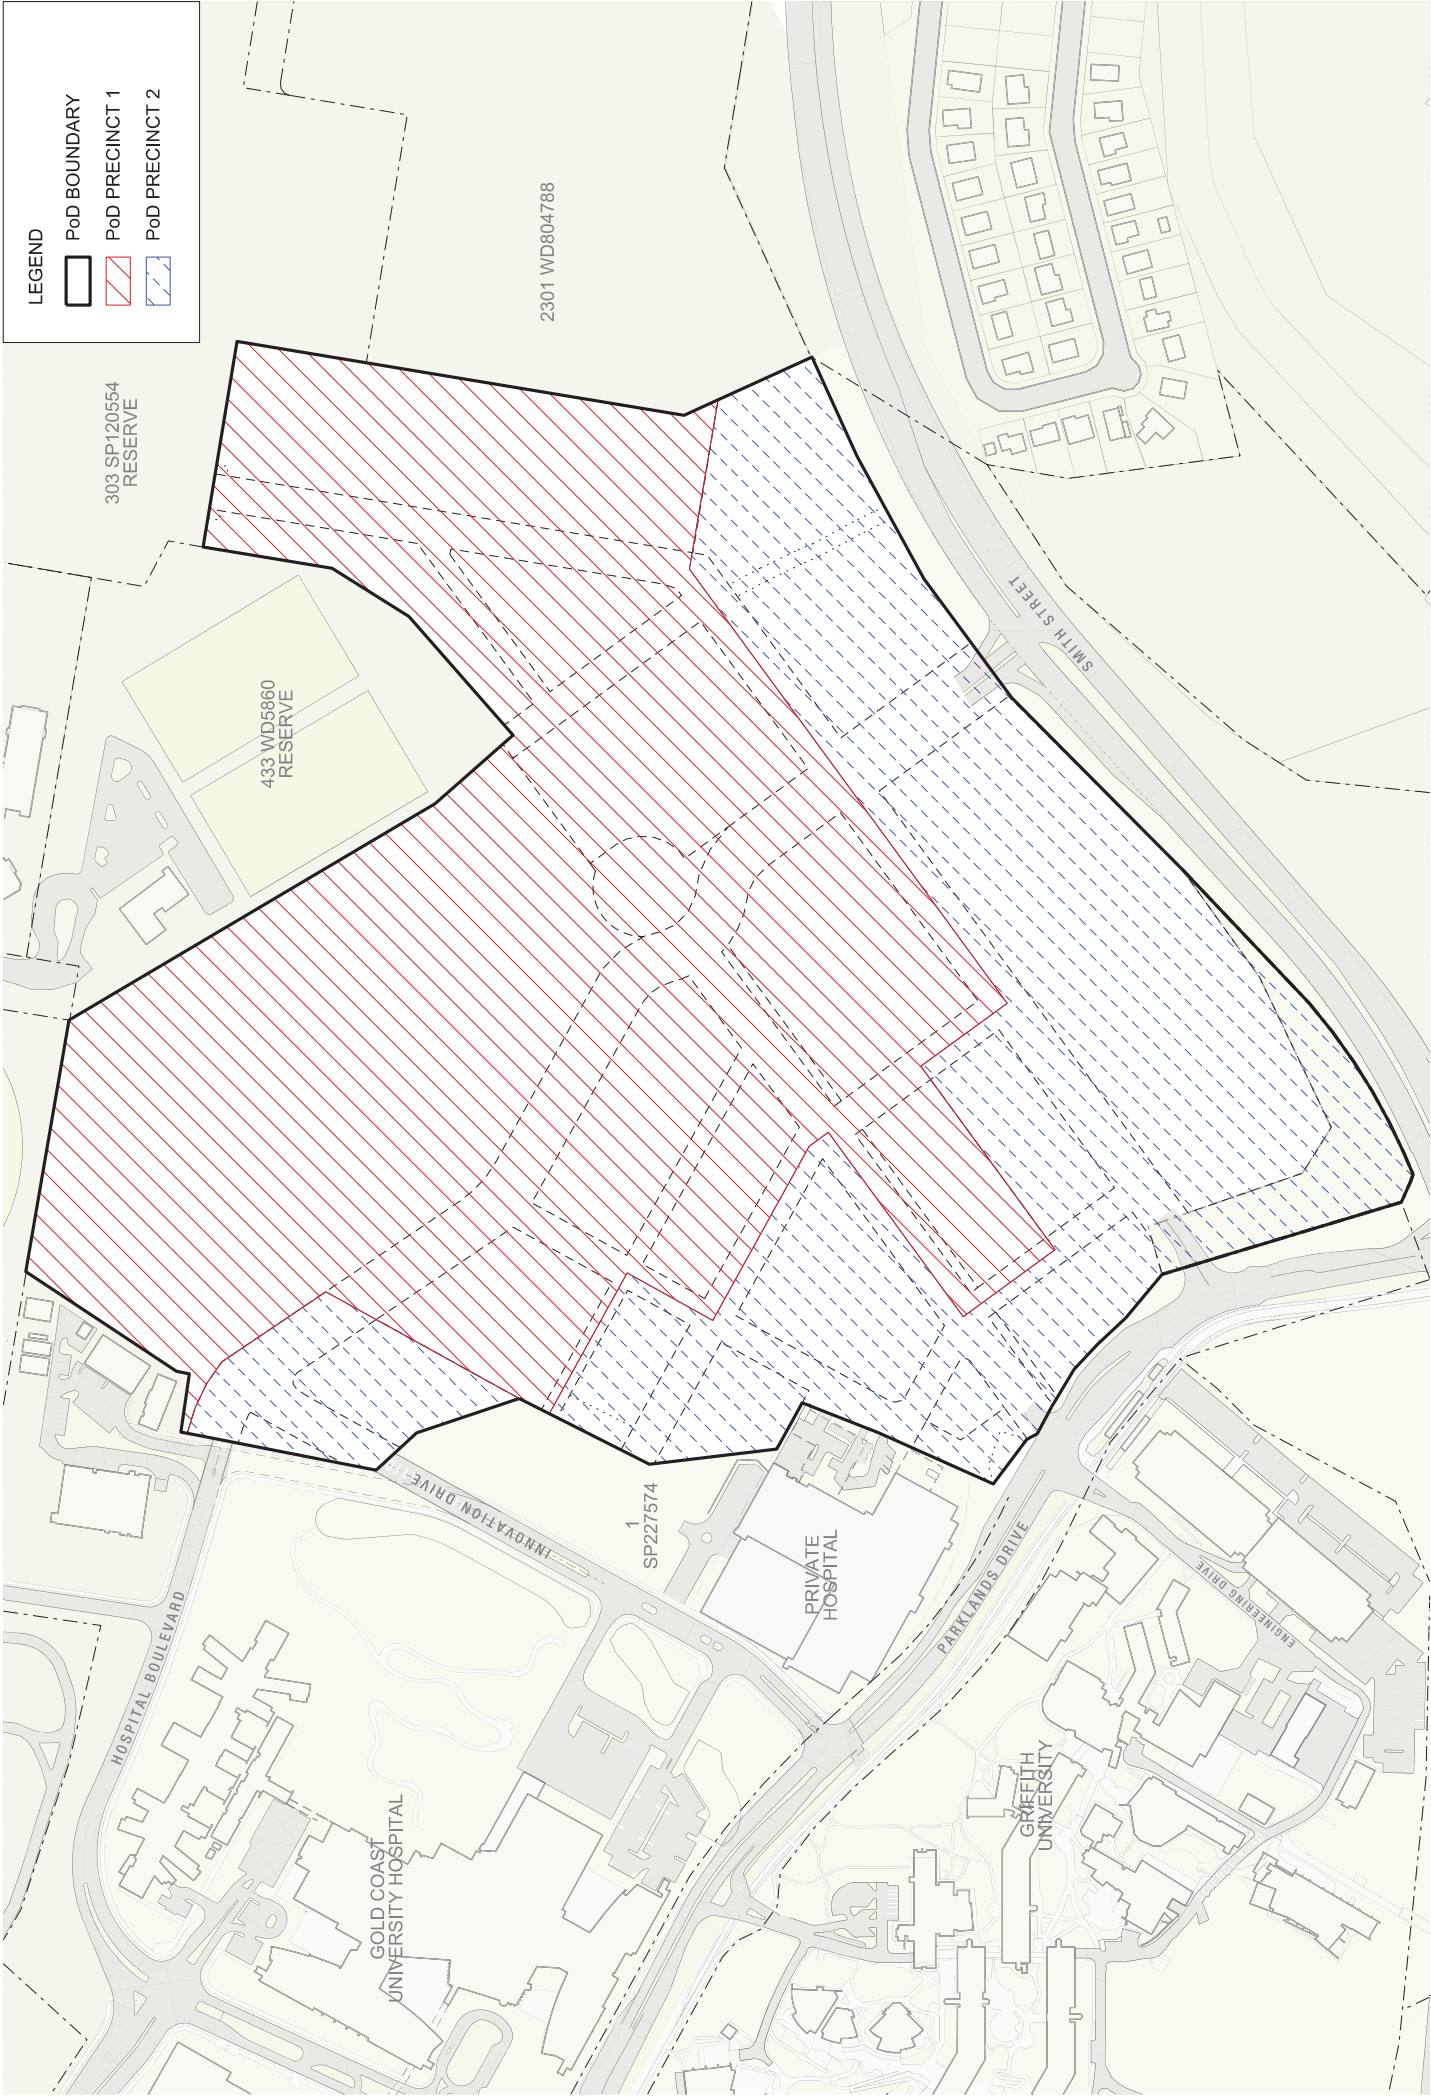 LEGEND
PoD BOUNDARY
PoD PRECINCT 1
PoD PRECINCT 2
303 SP120554
RESERVE
2301 WD804788
433 WD5860
RESERVE
SMITH STREET
INNOVATION DRIVE
HOSPITAL BOULEVARD
1
SP227574
PRIVATE
HOSPITAL
PARKLANDS DRIVE
ENGINEERING DRIVE
GOLD COAST
UNIVERSITY HOSPITAL
GRIFFITH
UNIVERSITY